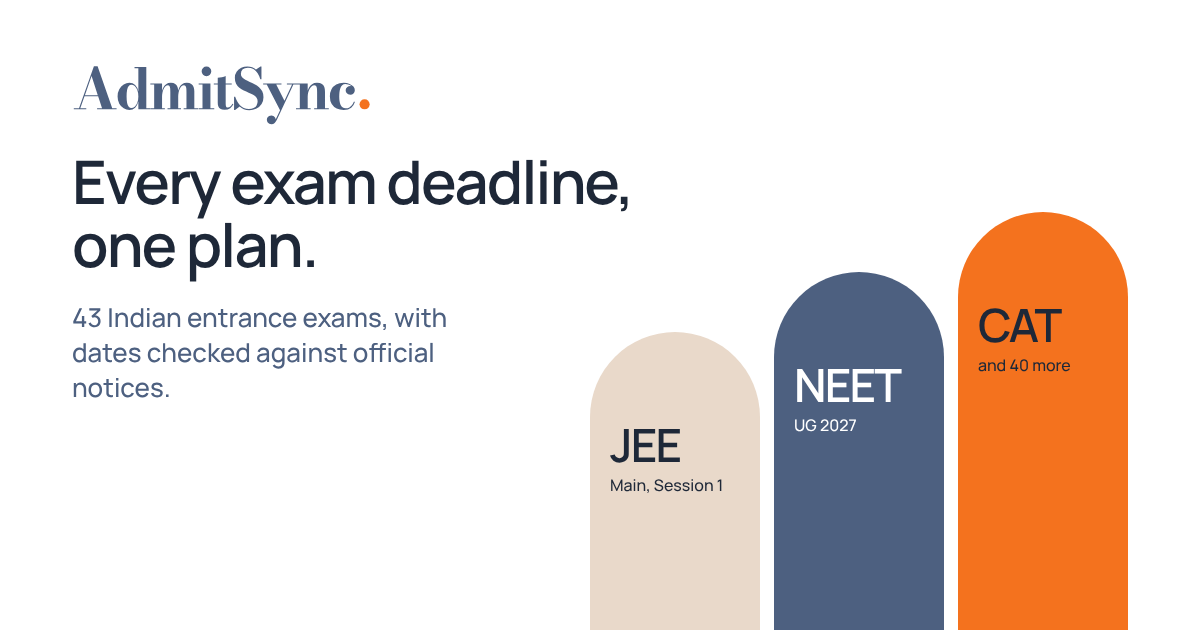 AdmitSync.
Every exam deadline,
one plan.
43 Indian entrance exams, with
dates checked against official
notices.
JEE
Main, Session 1
NEET
UG 2027
CAT
and 40 more